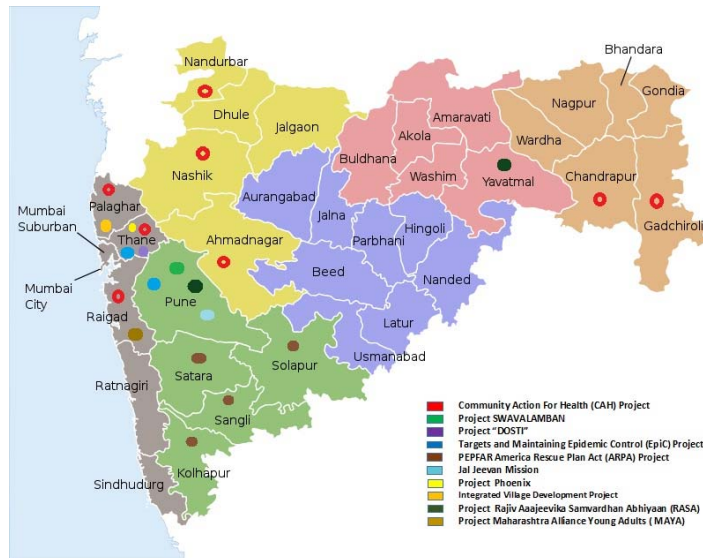 Nandurbar
Bhandara
Gondia
Dhule
Jalgaon
Nagpur
Amaravati
Akola
Wardha
Buldhana
Nashik
Washim
Yavatmal
Chandrapur
Aurangabad
Jalna
Palaghar
Hingoli
Gadchiroli
Mumbai
Suburban
Thane
Ahmadnagar
Parbhani
Beed
Nanded
Mumbai
City
Pune
Raigad
Latur
Usmanabad
Solapur
Ratnagiri
Satara
Sangli
Kolhapur
Sindhudurg
Community Action For Health (CAH) Project
Project SWAVALAMBAN
Project "DOSTI"
Targets and Maintaining Epidemic Control (EpiC) Project
PEPFAR America Rescue Plan Act (ARPA) Project
Jal Jeevan Mission
Project Phoenix
Integrated Village Development Project
Project Rajiv Aaajeevika Samvardhan Abhiyaan (RASA)
Project Maharashtra Alliance Young Adults ( MAYA)